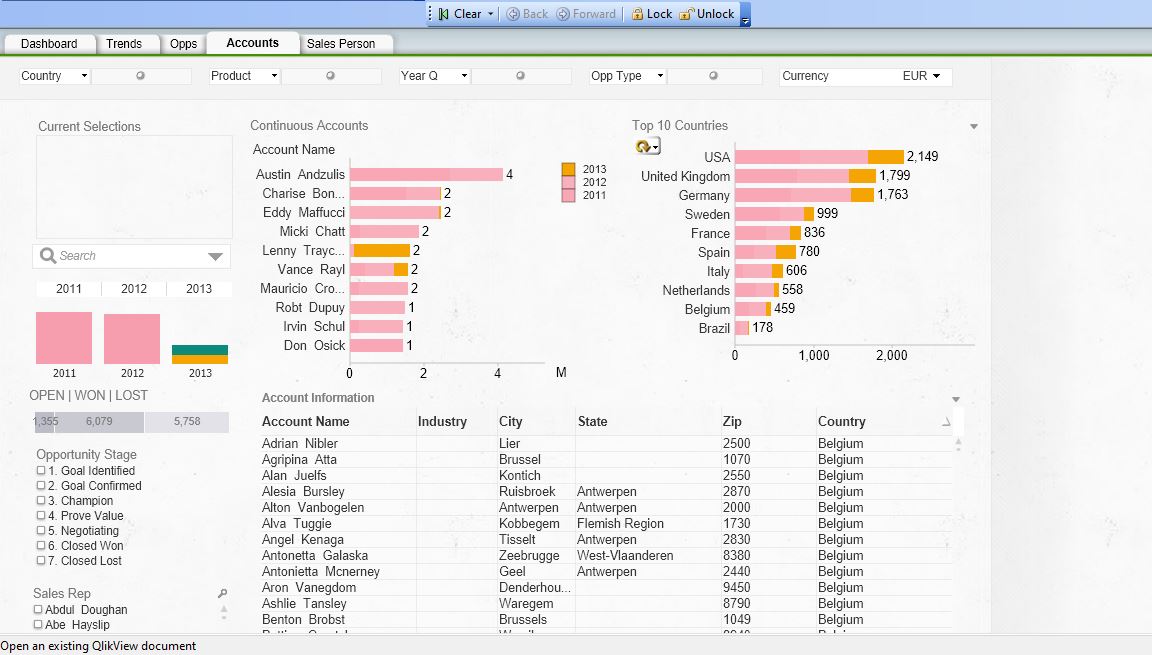 Clear Back Forward Lock Unlock
Dashboard Trends Opps Accounts Sales Person
Country Product Year Q Opp Type Currency EUR
Current Selections
Search
2011 2012 2013
2011 2012 2013
OPEN | WON | LOST
1,355 6,079 5,758
Opportunity Stage
1. Goal Identified
2. Goal Confirmed
3. Champion
4. Prove Value
5. Negotiating
6. Closed Won
7. Closed Lost
Sales Rep
Abdul Doughan
Abe Hayslip
Continuous Accounts
Account Name
Austin Andzulis 4
Charise Bon... 2
Eddy Maffucci 2
Micki Chatt 2
Lenny Trayc... 2
Vance Rayl 2
Mauricio Cro... 2
Robt Dupuy 1
Irvin Schul 1
Don Osick 1
0 2 4 M
2013
2012
2011
Top 10 Countries
USA 2,149
United Kingdom 1,799
Germany 1,763
Sweden 999
France 836
Spain 780
Italy 606
Netherlands 558
Belgium 459
Brazil 178
0 1,000 2,000
Account Information
Account Name Industry City State Zip Country
Adrian Nibler Lier 2500 Belgium
Agripina Atta Brussel 1070 Belgium
Alan Juelfs Kontich 2550 Belgium
Alesia Bursley Ruisbroek Antwerpen 2870 Belgium
Alton Vanbogelen Antwerpen Antwerpen 2000 Belgium
Alva Tuggie Kobbegem Flemish Region 1730 Belgium
Angel Kenaga Tisselt Antwerpen 2830 Belgium
Antonetta Galaska Zeebrugge West-Vlaanderen 8380 Belgium
Antonietta Mcnerney Geel Antwerpen 2440 Belgium
Aron Vanegdom Denderhou... 9450 Belgium
Ashlie Tansley Waregem 8790 Belgium
Benton Brobst Brussels 1049 Belgium
Open an existing QlikView document